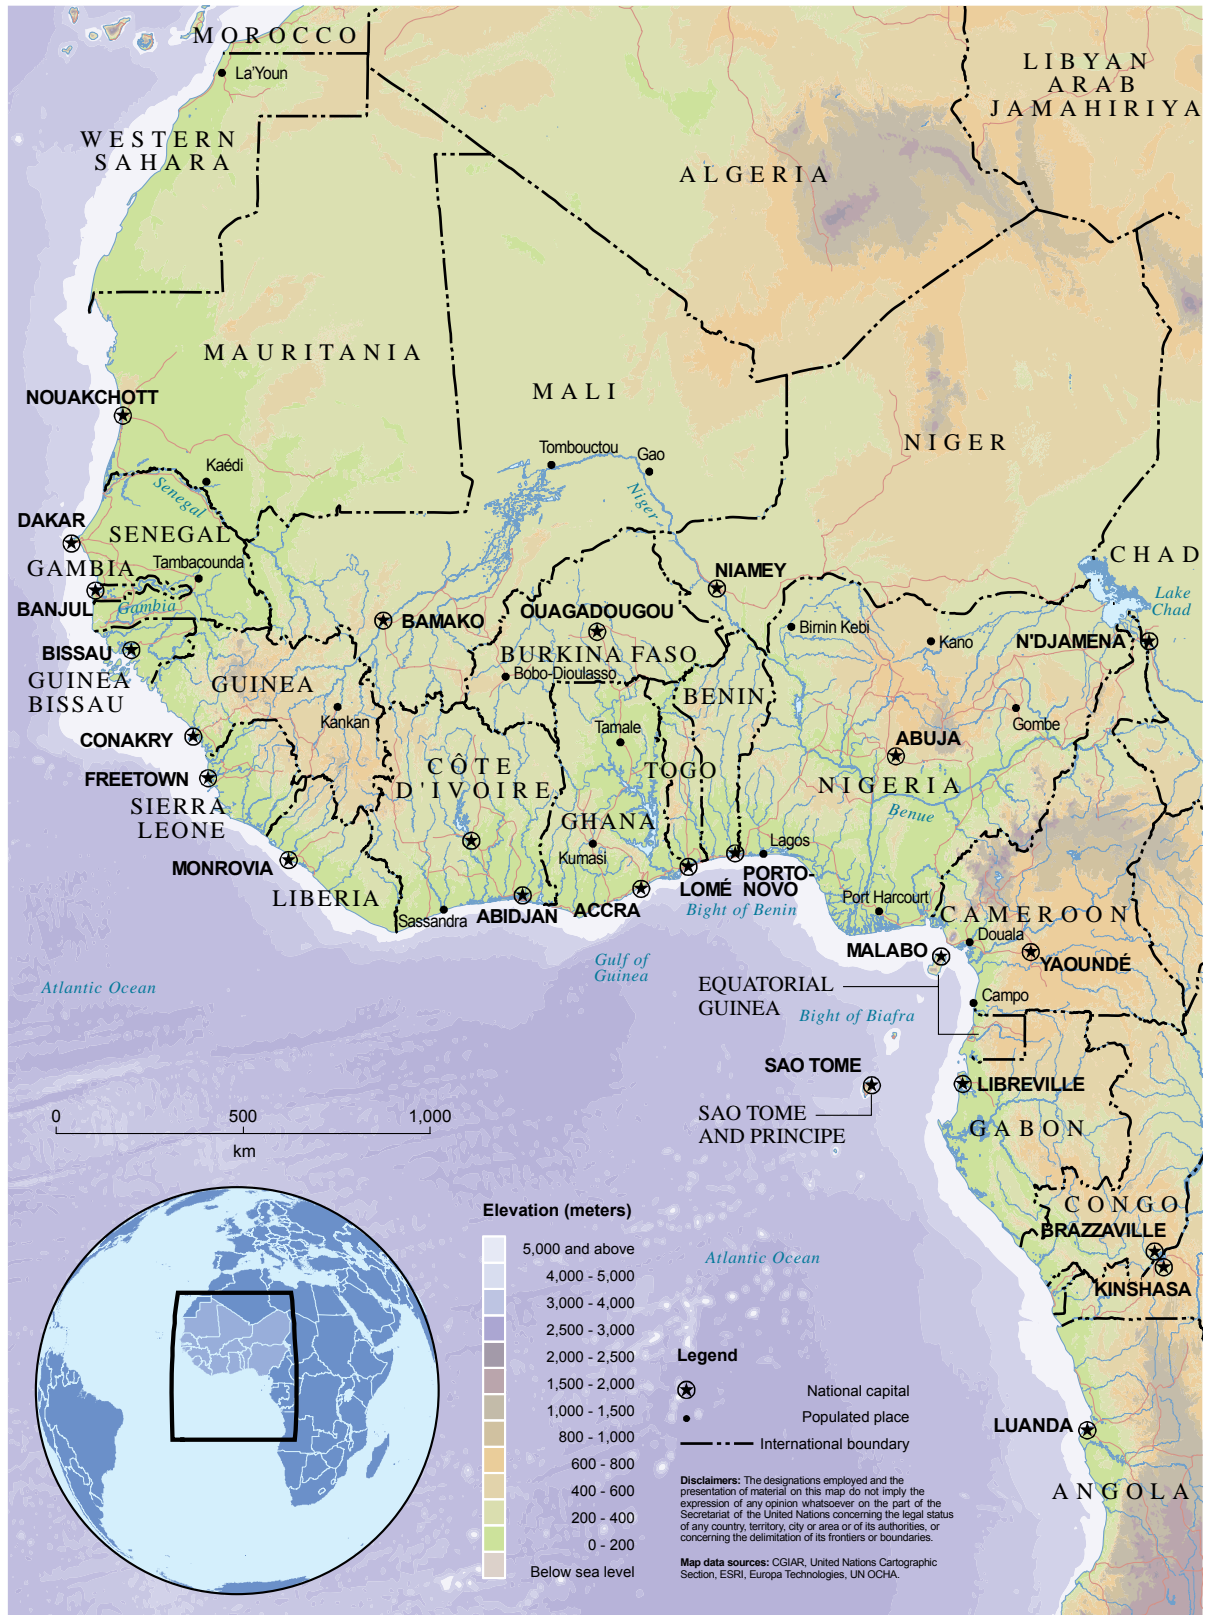 MOROCCO
La'Youn
LIBYAN
ARAB
JAMAHIRIYA
WESTERN
SAHARA
ALGERIA
MAURITANIA
MALI
NIGER
NOUAKCHOTT
Tombouctou
Gao
Kaédi
Senegal
Niger
DAKAR
SENEGAL
CHAD
GAMBIA
Tambacounda
NIAMEY
Lake
Chad
BANJUL
Gambia
BAMAKO
OUAGADOUGOU
Birnin Kebi
Kano
N'DJAMENA
BISSAU
BURKINA FASO
GUINEA
BISSAU
GUINEA
Bobo-Dioulasso
BENIN
Kankan
Tamale
Gombe
CONAKRY
ABUJA
FREETOWN
CÔTE
D'IVOIRE
TOGO
NIGERIA
SIERRA
LEONE
GHANA
Benue
Kumasi
Lagos
MONROVIA
LOMÉ
PORTO-
NOVO
LIBERIA
Sassandra
ABIDJAN
ACCRA
Bight of Benin
Port Harcourt
CAMEROON
Douala
MALABO
YAOUNDÉ
Gulf of
Guinea
Atlantic Ocean
EQUATORIAL
GUINEA
Campo
Bight of Biafra
SAO TOME
LIBREVILLE
SAO TOME
AND PRINCIPE
GABON
0 500 1,000
km
CONGO
BRAZZAVILLE
KINSHASA
Atlantic Ocean
Elevation (meters)
5,000 and above
4,000 - 5,000
3,000 - 4,000
2,500 - 3,000
2,000 - 2,500
1,500 - 2,000
1,000 - 1,500
800 - 1,000
600 - 800
400 - 600
200 - 400
0 - 200
Below sea level
Legend
National capital
Populated place
International boundary
LUANDA
ANGOLA
Disclaimers: The designations employed and the
presentation of material on this map do not imply the
expression of any opinion whatsoever on the part of the
Secretariat of the United Nations concerning the legal status
of any country, territory, city or area or of its authorities, or
concerning the delimitation of its frontiers or boundaries.
Map data sources: CGIAR, United Nations Cartographic
Section, ESRI, Europa Technologies, UN OCHA.